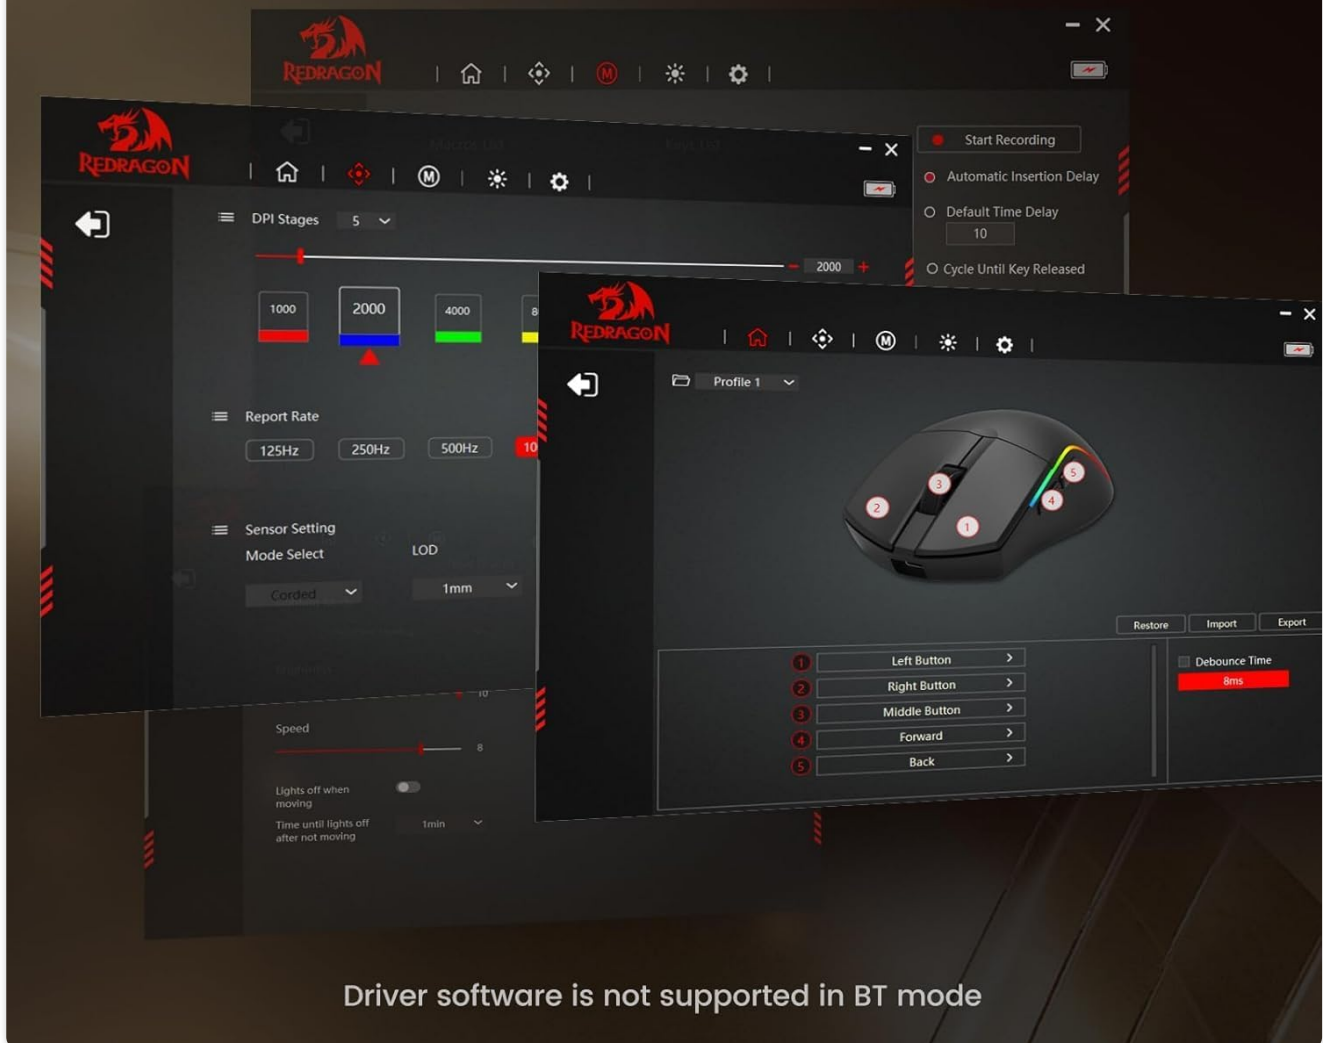 REDRAGON
M
Start Recording
Automatic Insertion Delay
Default Time Delay
10
Cycle Until Key Released
REDRAGON
M
DPI Stages 5
2000
1000 2000 4000
Report Rate
125Hz 250Hz 500Hz
Sensor Setting
Mode Select LOD
Corded 1mm
REDRAGON
M
Profile 1
1
2
3
4
5
Restore Import Export
1 Left Button
2 Right Button
3 Middle Button
4 Forward
5 Back
Debounce Time
8ms
10
Speed
8
Lights off when
moving
Time until lights off 1min
after not moving
Driver software is not supported in BT mode